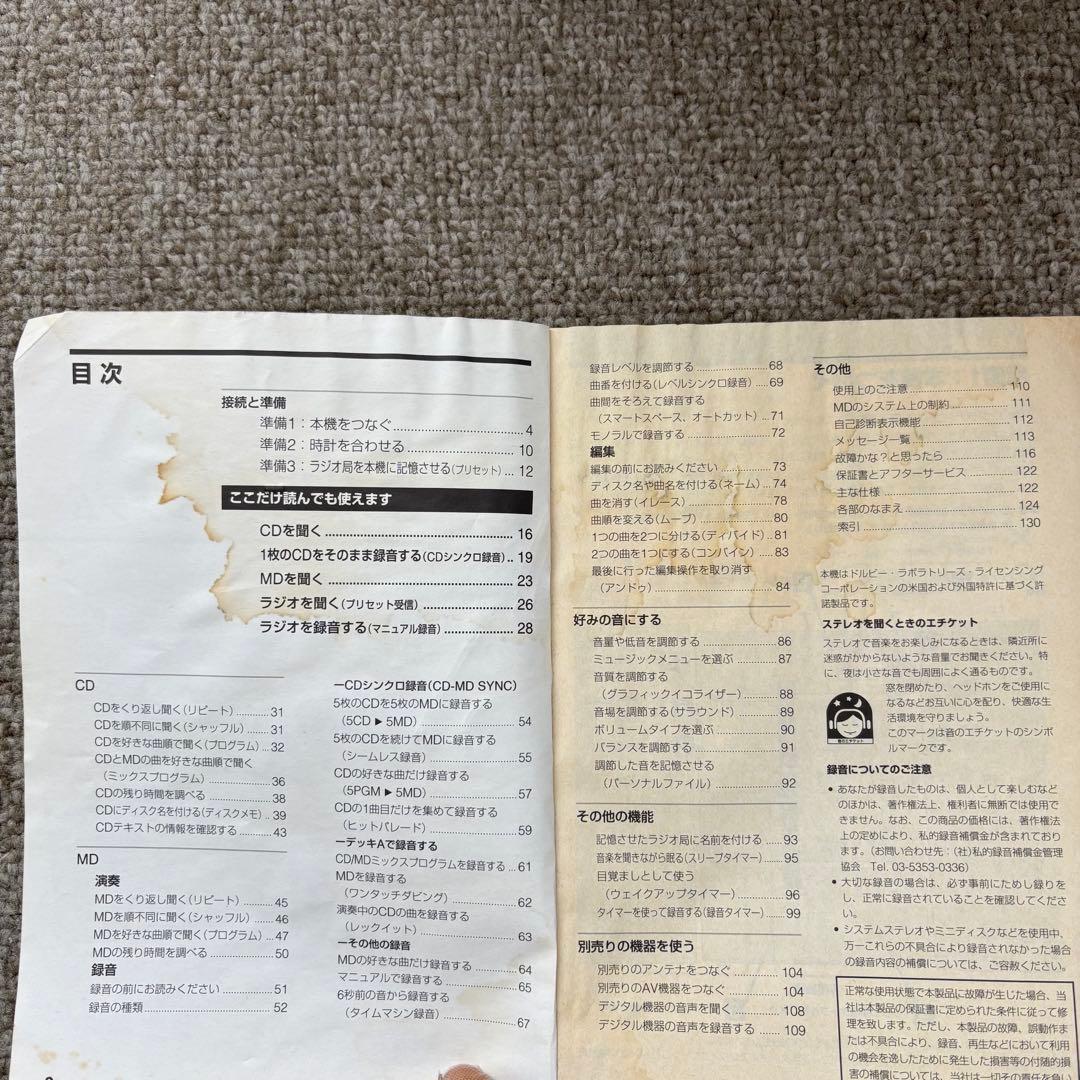 目次
接続と準備
準備1：本機をつなぐ ..... 4
準備2：時計を合わせる ..... 10
準備3：ラジオ局を本機に記憶させる(プリセット) ... 12
ここだけ読んでも使えます
CDを聞く ..... 16
1枚のCDをそのまま録音する(CDシンクロ録音) .. 19
MDを聞く ..... 23
ラジオを聞く(プリセット受信) ..... 26
ラジオを録音する(マニュアル録音) ..... 28
CD
CDをくり返し聞く(リピート) ..... 31
CDを順不同に聞く(シャッフル) ..... 31
CDを好きな曲順で聞く(プログラム) ... 32
CDとMDの曲を好きな曲順で聞く
(ミックスプログラム) ..... 36
CDの残り時間を調べる ..... 38
CDにディスク名を付ける(ディスクメモ) .. 39
CDテキストの情報を確認する ..... 43
MD
演奏
MDをくり返し聞く(リピート) ..... 45
MDを順不同に聞く(シャッフル) ..... 46
MDを好きな曲順で聞く(プログラム) ... 47
MDの残り時間を調べる ..... 50
録音
録音の前にお読みください ..... 51
録音の種類 ..... 52
ーCDシンクロ録音(CD-MD SYNC)
5枚のCDを5枚のMDに録音する
(5CD ▶ 5MD) ..... 54
5枚のCDを続けてMDに録音する
(シームレス録音) ..... 55
CDの好きな曲だけ録音する
(5PGM ▶ 5MD) ..... 57
CDの1曲目だけを集めて録音する
(ヒットパレード) ..... 59
ーデッキAで録音する
CD/MDミックスプログラムを録音する .. 61
MDを録音する
(ワンタッチダビング) ..... 62
演奏中のCDの曲を録音する
(レックイット) ..... 63
ーその他の録音
MDの好きな曲だけ録音する ..... 64
マニュアルで録音する ..... 65
6秒前の音から録音する
(タイムマシン録音) ..... 67
録音レベルを調節する ..... 68
曲番を付ける(レベルシンクロ録音) .... 69
曲間をそろえて録音する
(スマートスペース、オートカット) .. 71
モノラルで録音する ..... 72
編集
編集の前にお読みください ..... 73
ディスク名や曲名を付ける(ネーム) .... 74
曲を消す(イレース) ..... 78
曲順を変える(ムーブ) ..... 80
1つの曲を2つに分ける(ディバイド) .. 81
2つの曲を1つにする(コンバイン) .... 83
最後に行った編集操作を取り消す
(アンドゥ) ..... 84
好みの音にする
音量や低音を調節する ..... 86
ミュージックメニューを選ぶ ..... 87
音質を調節する
(グラフィックイコライザー) ..... 88
音場を調節する(サラウンド) ..... 89
ボリュームタイプを選ぶ ..... 90
バランスを調節する ..... 91
調節した音を記憶させる
(パーソナルファイル) ..... 92
その他の機能
記憶させたラジオ局に名前を付ける ..... 93
音楽を聞きながら眠る(スリープタイマー) ..... 95
目覚ましとして使う
(ウェイクアップタイマー) ..... 96
タイマーを使って録音する(録音タイマー) .... 99
別売りの機器を使う
別売りのアンテナをつなぐ ..... 104
別売りのAV機器をつなぐ ..... 104
デジタル機器の音声を聞く ..... 108
デジタル機器の音声を録音する ..... 109
その他
使用上のご注意 ..... 110
MDのシステム上の制約 ..... 111
自己診断表示機能 ..... 112
メッセージ一覧 ..... 113
故障かな？と思ったら ..... 116
保証書とアフターサービス ..... 122
主な仕様 ..... 122
各部のなまえ ..... 124
索引 ..... 130
本機はドルビー・ラボラトリーズ・ライセンシング
コーポレーションの米国および外国特許に基づく許
諾製品です。
ステレオを聞くときのエチケット
ステレオで音楽をお楽しみになるときは、隣近所に
迷惑がかからないような音量でお聞きください。特
に、夜は小さな音でも周囲によく通るものです。
窓を閉めたり、ヘッドホンをご使用に
なるなどお互いに心を配り、快適な生
活環境を守りましょう。
このマークは音のエチケットのシンボ
ルマークです。
音のエチケット
録音についてのご注意
• あなたが録音したものは、個人として楽しむなど
のほかは、著作権法上、権利者に無断では使用で
きません。なお、この商品の価格には、著作権法
上の定めにより、私的録音補償金が含まれており
ます。(お問い合わせ先：(社)私的録音補償金管理
協会 Tel. 03-5353-0336)
• 大切な録音の場合は、必ず事前にためし録りを
し、正常に録音されていることを確認してくださ
い。
• システムステレオやミニディスクなどを使用中、
万一これらの不具合により録音されなかった場合
の録音内容の補償については、ご容赦ください。
正常な使用状態で本製品に故障が生じた場合、当
社は本製品の保証書に定められた条件に従って修
理を致します。ただし、本製品の故障、誤動作ま
たは不具合により、録音、再生などにおいて利用
の機会を逸したために発生した損害等の付随的損
害の補償については、当社は一切その責任を負い